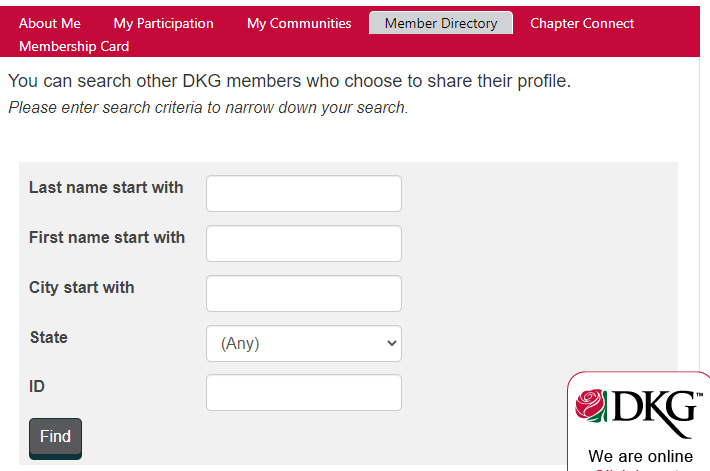 About Me My Participation My Communities Member Directory Chapter Connect
Membership Card
You can search other DKG members who choose to share their profile.
Please enter search criteria to narrow down your search.
Last name start with
First name start with
City start with
State (Any)
ID
Find
DKG™
We are online